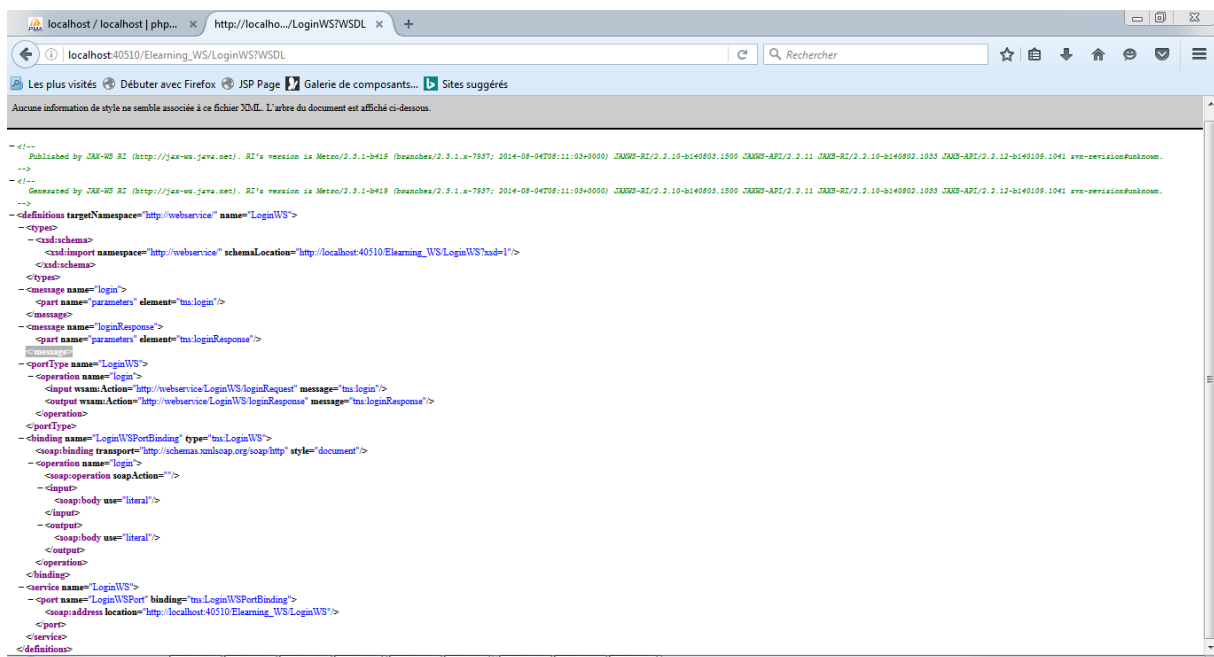 localhost / localhost | php... × http://localho.../LoginWS?WSDL × +
localhost:40510/Elearning_WS/LoginWS?WSDL Rechercher
Les plus visités Débuter avec Firefox JSP Page Galerie de composants... Sites suggérés
Aucune information de style ne semble associée à ce fichier XML. L'arbre du document est affiché ci-dessous.
− <!--
Published by JAX-WS RI (http://jax-ws.java.net). RI's version is Metro/2.3.1-b419 (branches/2.3.1.x-7937; 2014-08-04T08:11:03+0000) JAXWS-RI/2.2.10-b140803.1500 JAXWS-API/2.2.11 JAXB-RI/2.2.10-b140802.1033 JAXB-API/2.2.12-b140109.1041 svn-revision#unknown.
-->
− <!--
Generated by JAX-WS RI (http://jax-ws.java.net). RI's version is Metro/2.3.1-b419 (branches/2.3.1.x-7937; 2014-08-04T08:11:03+0000) JAXWS-RI/2.2.10-b140803.1500 JAXWS-API/2.2.11 JAXB-RI/2.2.10-b140802.1033 JAXB-API/2.2.12-b140109.1041 svn-revision#unknown.
-->
− <definitions targetNamespace="http://webservice/" name="LoginWS">
− <types>
− <xsd:schema>
<xsd:import namespace="http://webservice/" schemaLocation="http://localhost:40510/Elearning_WS/LoginWS?xsd=1"/>
</xsd:schema>
</types>
− <message name="login">
<part name="parameters" element="tns:login"/>
</message>
− <message name="loginResponse">
<part name="parameters" element="tns:loginResponse"/>
</message>
− <portType name="LoginWS">
− <operation name="login">
<input wsam:Action="http://webservice/LoginWS/loginRequest" message="tns:login"/>
<output wsam:Action="http://webservice/LoginWS/loginResponse" message="tns:loginResponse"/>
</operation>
</portType>
− <binding name="LoginWSPortBinding" type="tns:LoginWS">
<soap:binding transport="http://schemas.xmlsoap.org/soap/http" style="document"/>
− <operation name="login">
<soap:operation soapAction=""/>
− <input>
<soap:body use="literal"/>
</input>
− <output>
<soap:body use="literal"/>
</output>
</operation>
</binding>
− <service name="LoginWS">
− <port name="LoginWSPort" binding="tns:LoginWSPortBinding">
<soap:address location="http://localhost:40510/Elearning_WS/LoginWS"/>
</port>
</service>
</definitions>